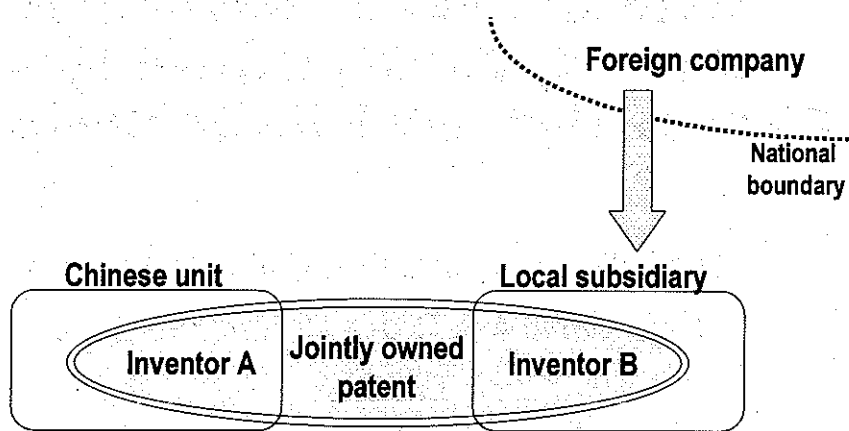 Foreign company
National
boundary
Chinese unit
Local subsidiary
Inventor A
Jointly owned
patent
Inventor B